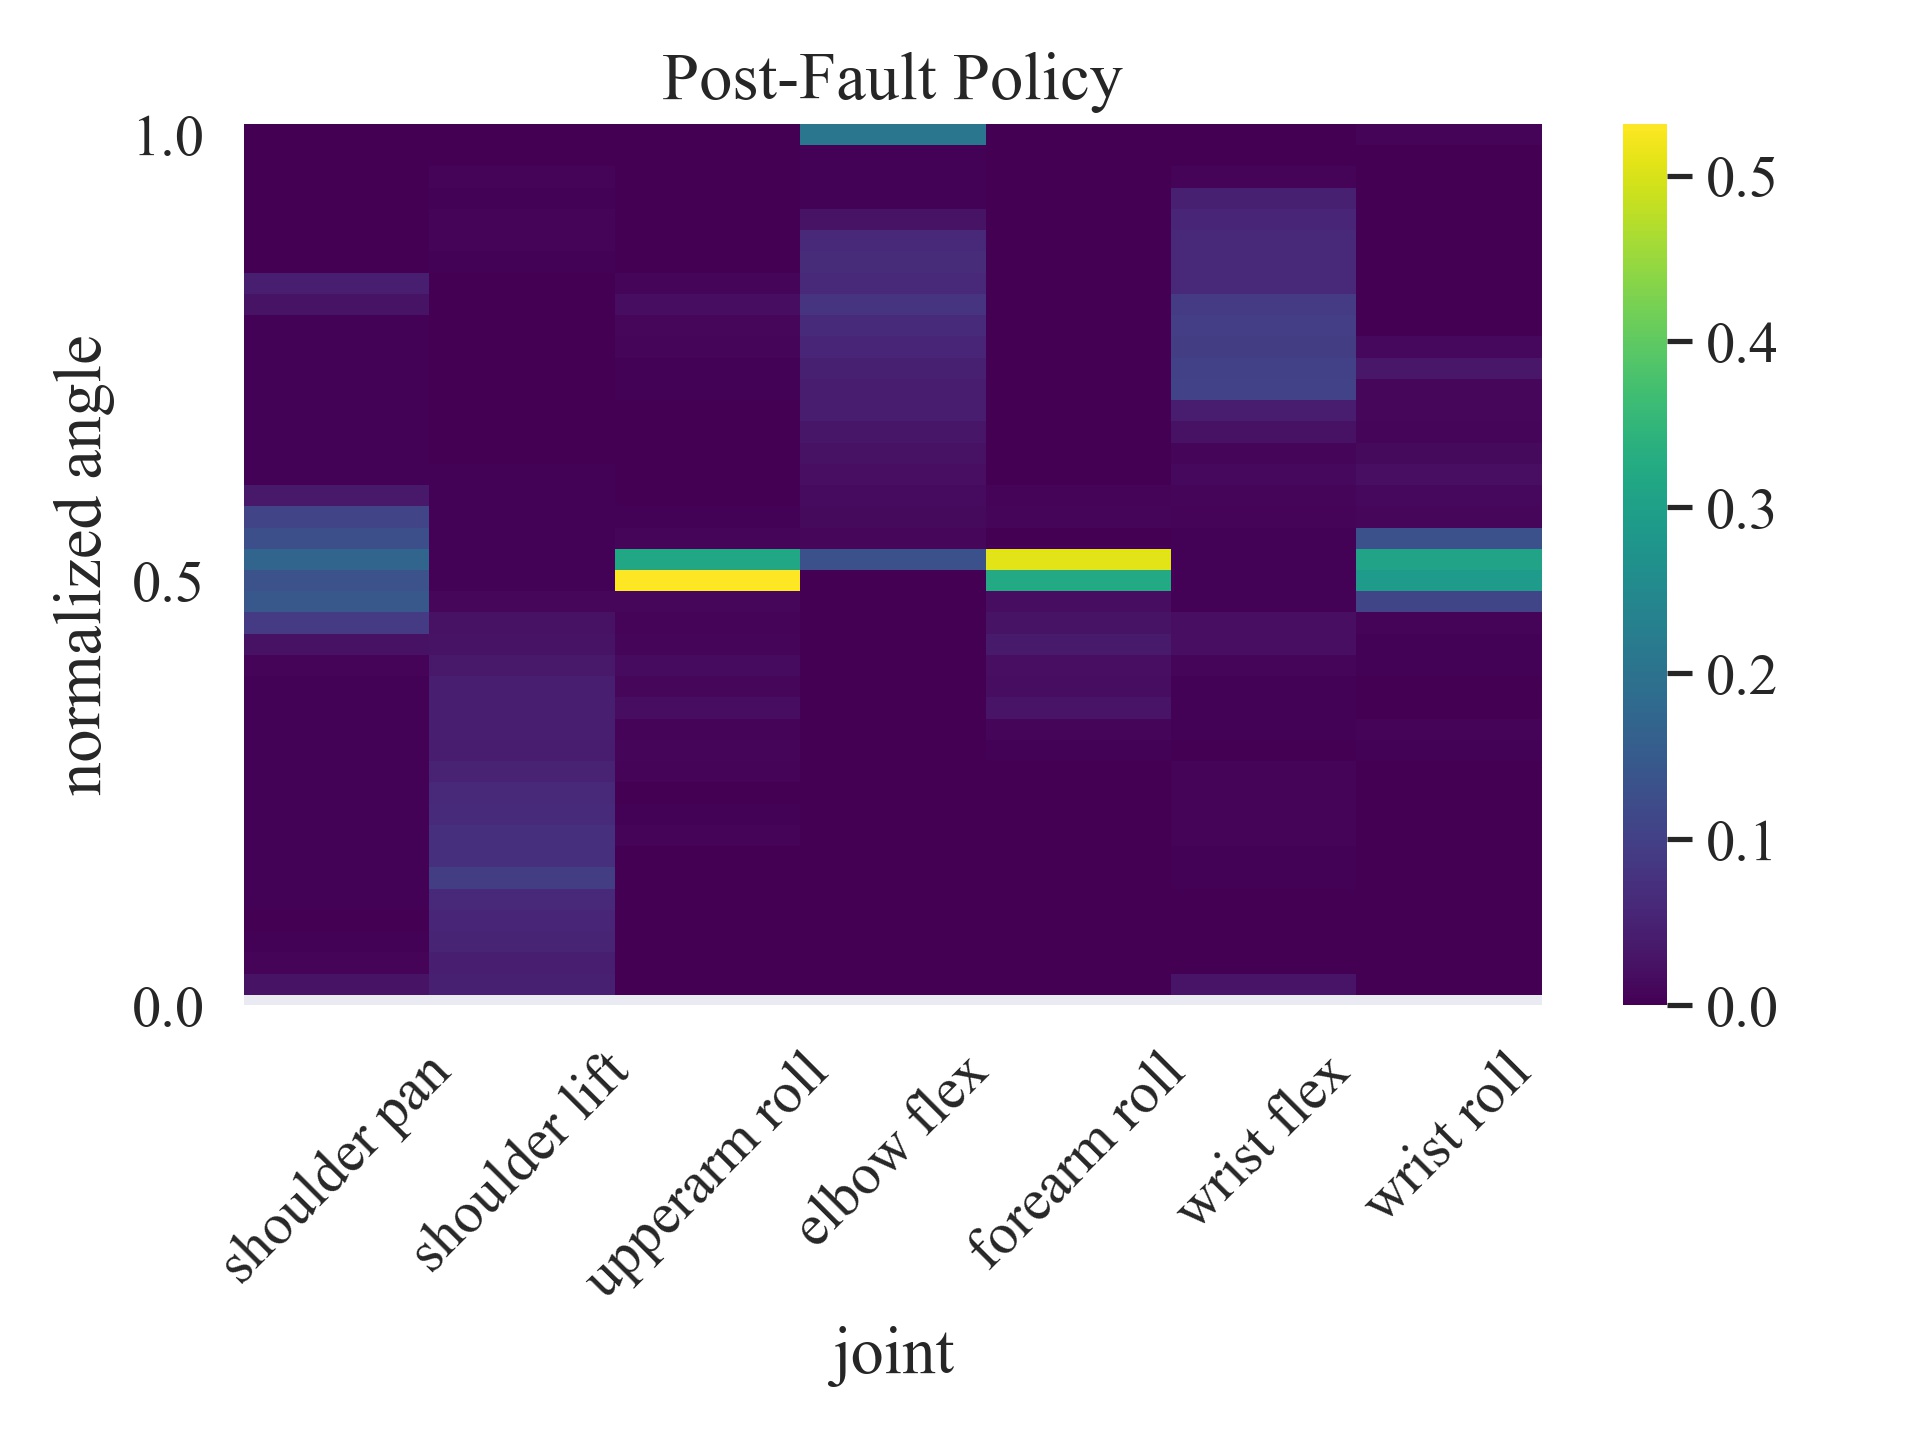 Post-Fault Policy
normalized angle
1.0
0.5
0.0
0.5
0.4
0.3
0.2
0.1
0.0
shoulder pan
shoulder lift
upperarm roll
elbow flex
forearm roll
wrist flex
wrist roll
joint